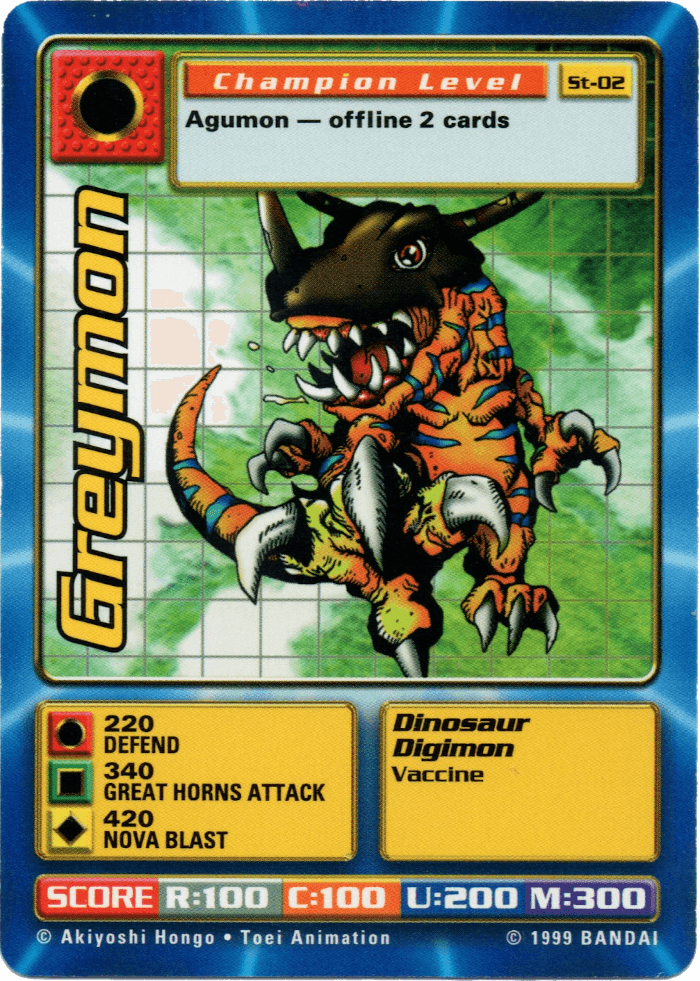 Champion Level St-02
Agumon — offline 2 cards
Greymon
220
DEFEND
340
GREAT HORNS ATTACK
420
NOVA BLAST
Dinosaur
Digimon
Vaccine
SCORE R:100 C:100 U:200 M:300
© Akiyoshi Hongo • Toei Animation © 1999 BANDAI